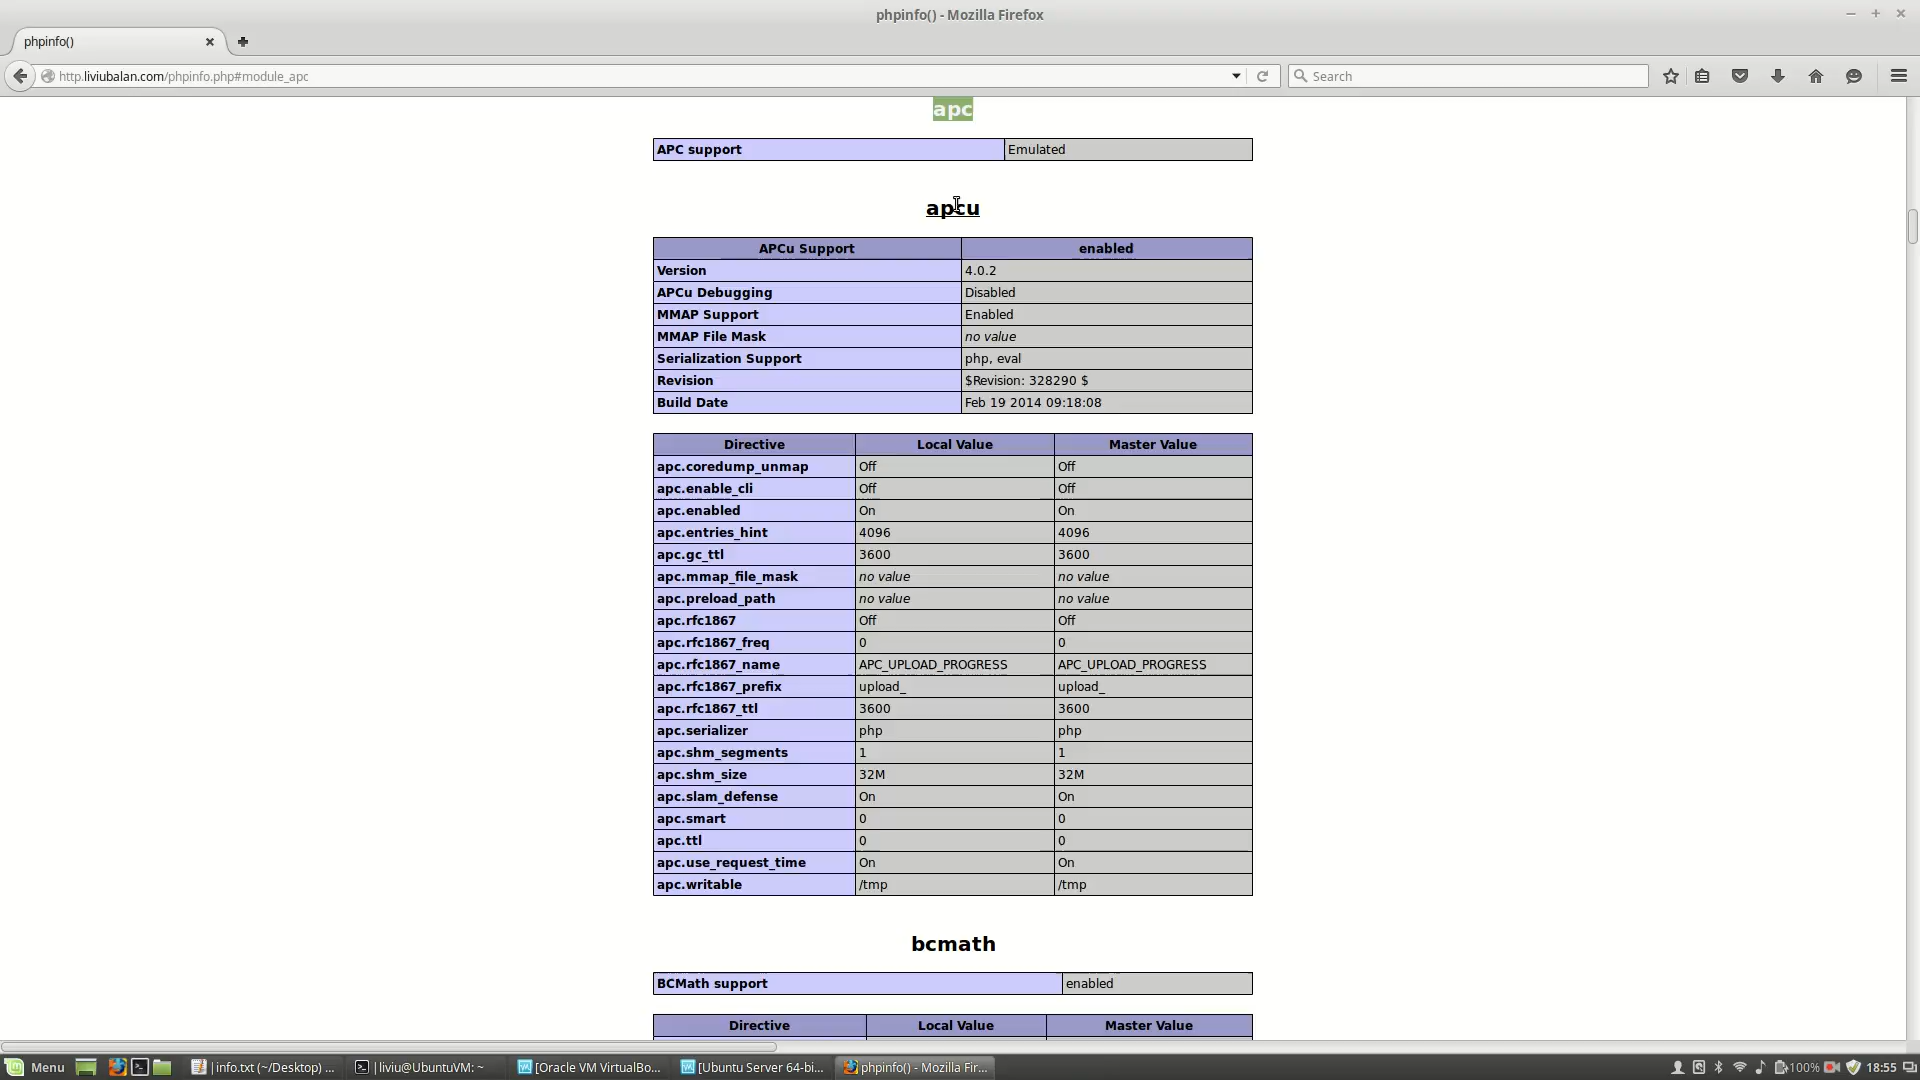 phpinfo() - Mozilla Firefox
phpinfo()
http.liviubalan.com/phpinfo.php#module_apc
Search
apc
APC support Emulated
apcu
APCu Support enabled
Version 4.0.2
APCu Debugging Disabled
MMAP Support Enabled
MMAP File Mask no value
Serialization Support php, eval
Revision $Revision: 328290 $
Build Date Feb 19 2014 09:18:08
Directive Local Value Master Value
apc.coredump_unmap Off Off
apc.enable_cli Off Off
apc.enabled On On
apc.entries_hint 4096 4096
apc.gc_ttl 3600 3600
apc.mmap_file_mask no value no value
apc.preload_path no value no value
apc.rfc1867 Off Off
apc.rfc1867_freq 0 0
apc.rfc1867_name APC_UPLOAD_PROGRESS APC_UPLOAD_PROGRESS
apc.rfc1867_prefix upload_ upload_
apc.rfc1867_ttl 3600 3600
apc.serializer php php
apc.shm_segments 1 1
apc.shm_size 32M 32M
apc.slam_defense On On
apc.smart 0 0
apc.ttl 0 0
apc.use_request_time On On
apc.writable /tmp /tmp
bcmath
BCMath support enabled
Directive Local Value Master Value
Menu |info.txt (~/Desktop) ... |liviu@UbuntuVM: ~ [Oracle VM VirtualBo... [Ubuntu Server 64-bi... phpinfo() - Mozilla Fir... 100% 18:55